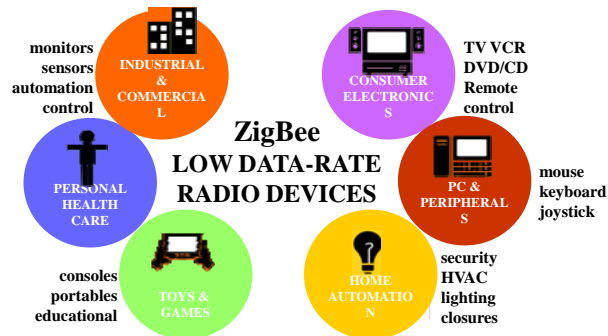 monitors
sensors
automation
control
INDUSTRIAL
&
COMMERCIA
L
CONSUMER
ELECTRONIC
S
TV VCR
DVD/CD
Remote
control
ZigBee
LOW DATA-RATE
RADIO DEVICES
PERSONAL
HEALTH
CARE
PC &
PERIPHERAL
S
mouse
keyboard
joystick
consoles
portables
educational
TOYS &
GAMES
HOME
AUTOMATIO
N
security
HVAC
lighting
closures